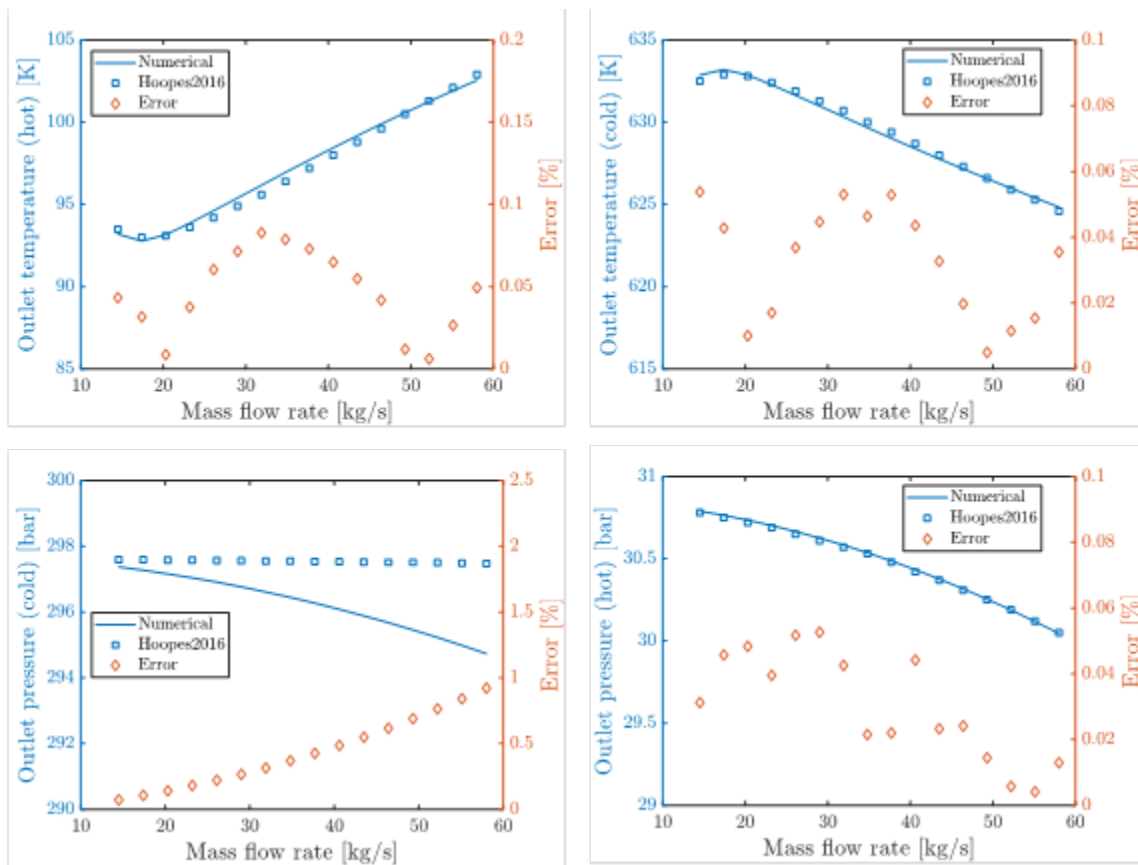 Outlet temperature (hot) [K]
105
100
95
90
85
Numerical
Hoopes2016
Error
0.2
0.15
0.1
0.05
0
Error [%]
10
20
30
40
50
60
Mass flow rate [kg/s]
Outlet temperature (cold) [K]
635
630
625
620
615
Numerical
Hoopes2016
Error
0.1
0.08
0.06
0.04
0.02
0
Error [%]
10
20
30
40
50
60
Mass flow rate [kg/s]
Outlet pressure (cold) [bar]
300
298
296
294
292
290
Numerical
Hoopes2016
Error
2.5
2
1.5
1
0.5
0
Error [%]
10
20
30
40
50
60
Mass flow rate [kg/s]
Outlet pressure (hot) [bar]
31
30.5
30
29.5
29
Numerical
Hoopes2016
Error
0.1
0.08
0.06
0.04
0.02
0
Error [%]
10
20
30
40
50
60
Mass flow rate [kg/s]